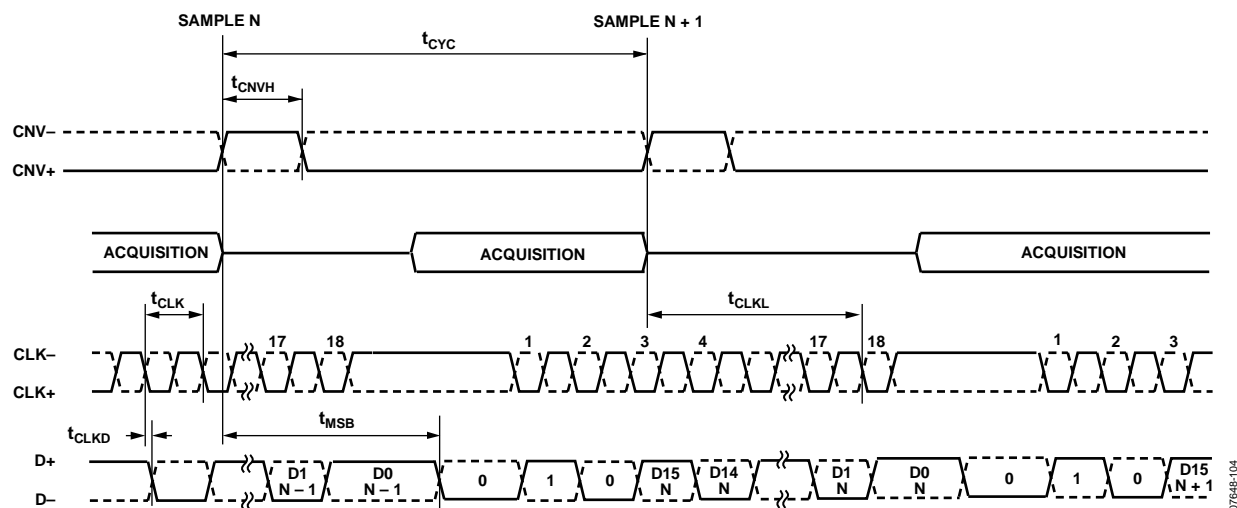 SAMPLE N
SAMPLE N + 1
tCYC
tCNVH
CNV–
CNV+
ACQUISITION
ACQUISITION
ACQUISITION
tCLK
tCLKL
17
18
1
2
3
4
17
18
1
2
3
CLK–
CLK+
tCLKD
tMSB
D+
D–
D1
N – 1
D0
N – 1
0
1
0
D15
N
D14
N
D1
N
D0
N
0
1
0
D15
N + 1
07648-104